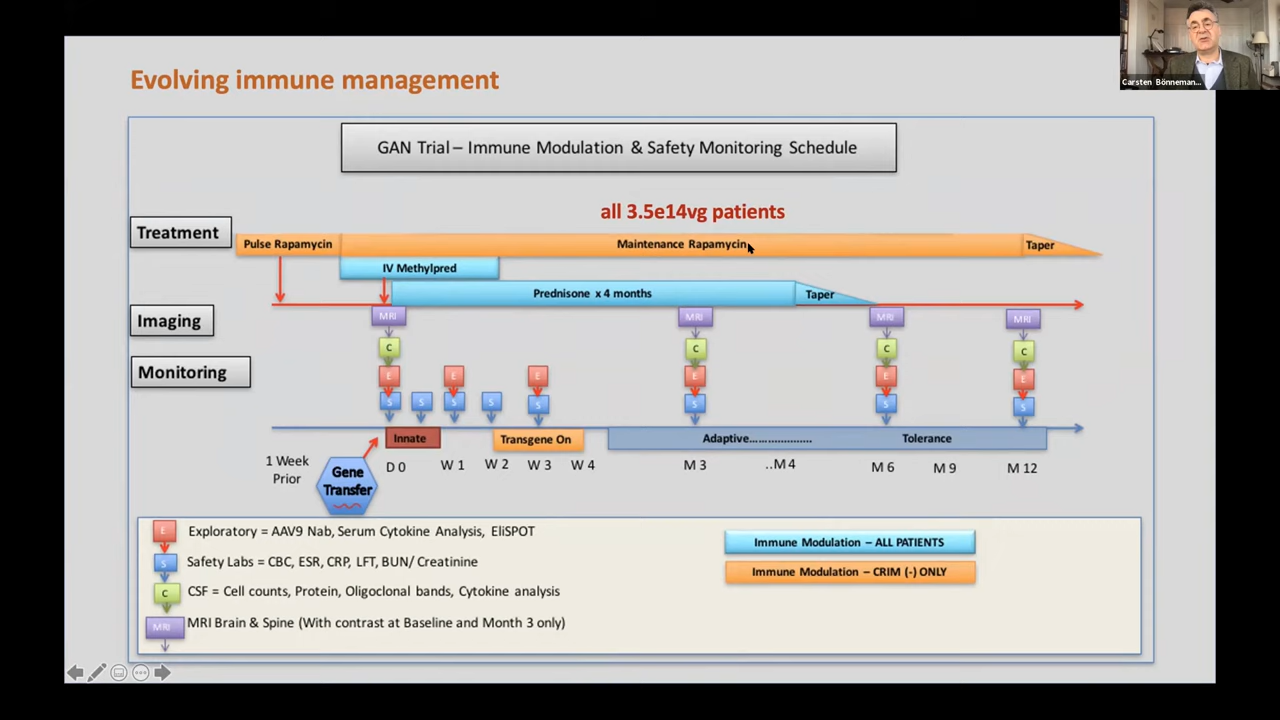 Carsten Bönneman...
Evolving immune management
GAN Trial – Immune Modulation & Safety Monitoring Schedule
all 3.5e14vg patients
Treatment
Pulse Rapamycin
Maintenance Rapamycin
Taper
IV Methylpred
Prednisone x 4 months
Taper
Imaging
MRI
MRI
MRI
MRI
C
C
C
C
Monitoring
E
E
E
E
E
E
S
S
S
S
S
S
S
S
Innate
Transgene On
Adaptive....................
Tolerance
1 Week
Prior
Gene
Transfer
D 0
W 1
W 2
W 3
W 4
M 3
..M 4
M 6
M 9
M 12
E
Exploratory = AAV9 Nab, Serum Cytokine Analysis, EliSPOT
S
Safety Labs = CBC, ESR, CRP, LFT, BUN/ Creatinine
C
CSF = Cell counts, Protein, Oligoclonal bands, Cytokine analysis
MRI
MRI Brain & Spine (With contrast at Baseline and Month 3 only)
Immune Modulation – ALL PATIENTS
Immune Modulation – CRIM (-) ONLY